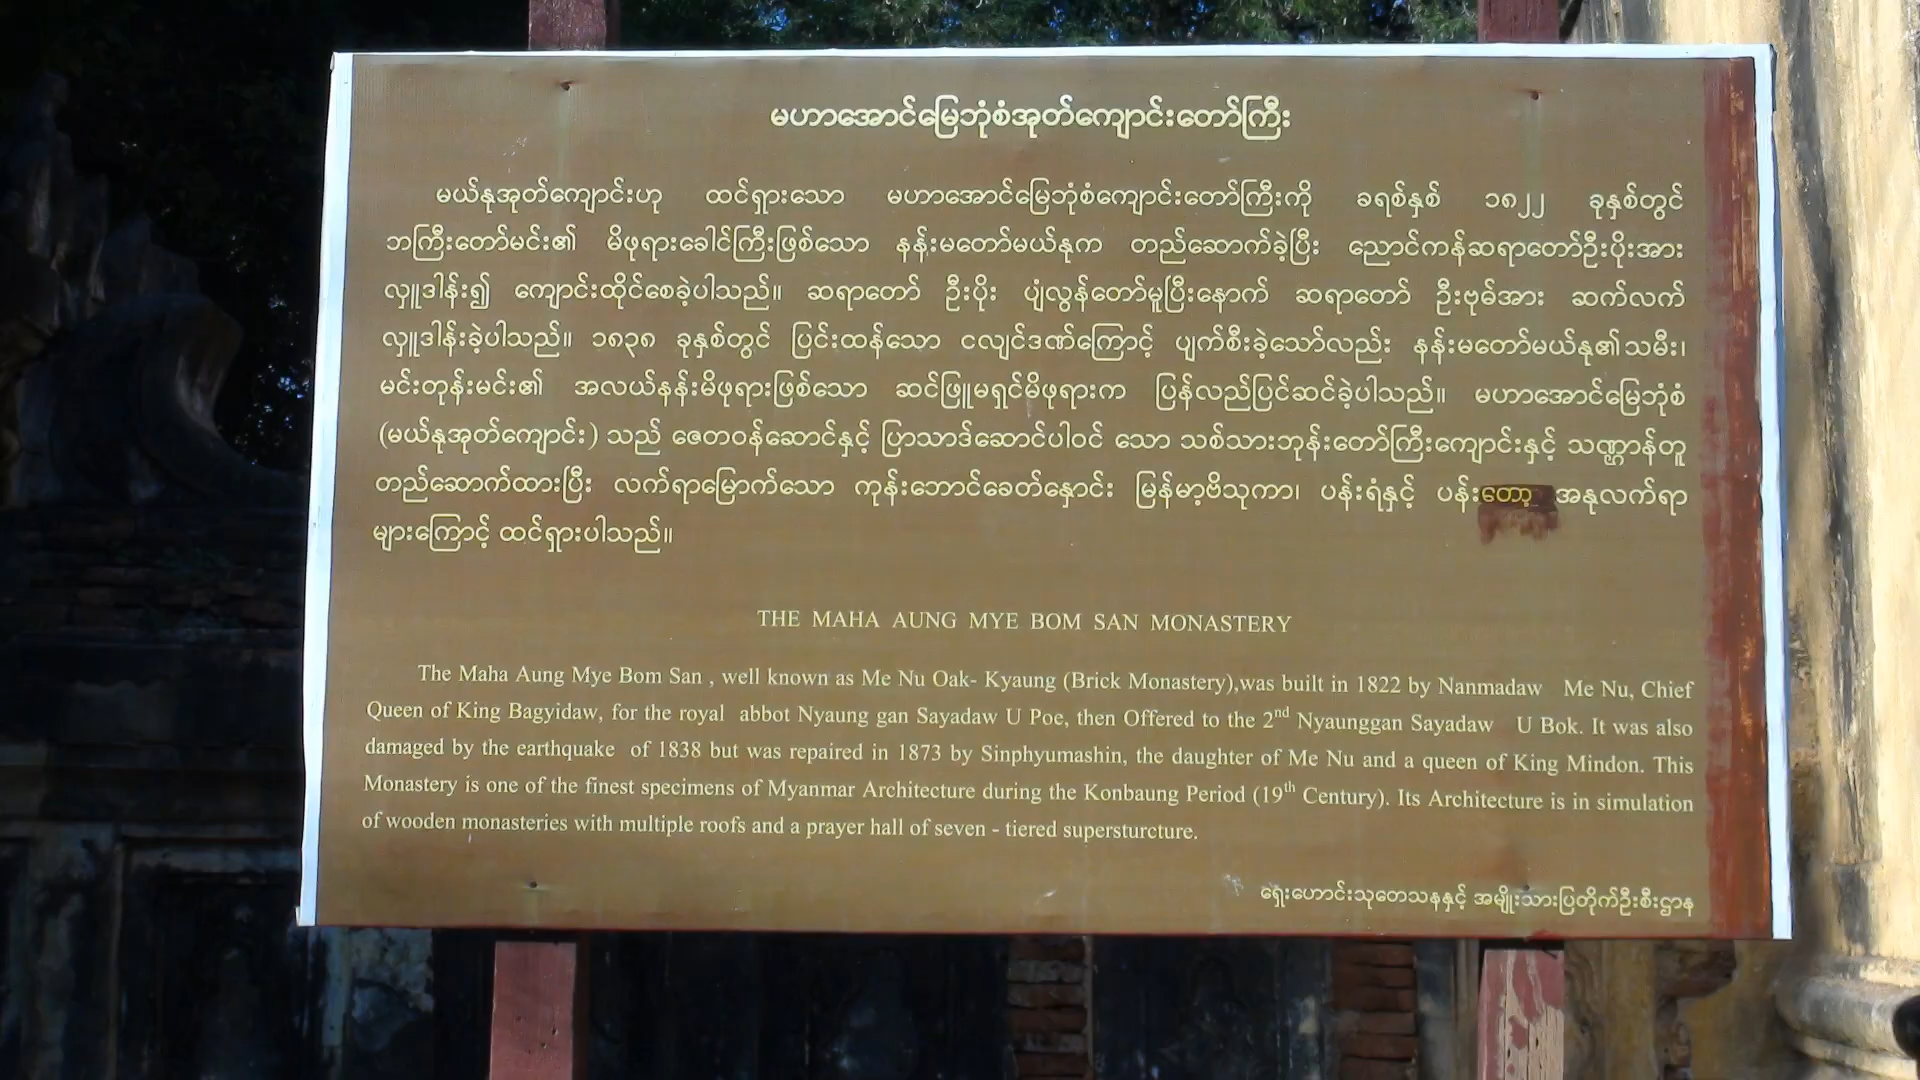 မဟာအောင်မြေဘုံစံအုတ်ကျောင်းတော်ကြီး
မယ်နုအုတ်ကျောင်းဟု ထင်ရှားသော မဟာအောင်မြေဘုံစံကျောင်းတော်ကြီးကို ခရစ်နှစ် ၁၈၂၂ ခုနှစ်တွင်
ဘကြီးတော်မင်း၏ မိဖုရားခေါင်ကြီးဖြစ်သော နန်းမတော်မယ်နုက တည်ဆောက်ခဲ့ပြီး ညောင်ကန်ဆရာတော်ဦးပိုးအား
လှူဒါန်း၍ ကျောင်းထိုင်စေခဲ့ပါသည်။ ဆရာတော် ဦးပိုး ပျံလွန်တော်မူပြီးနောက် ဆရာတော် ဦးဗုဓ်အား ဆက်လက်
လှူဒါန်းခဲ့ပါသည်။ ၁၈၃၈ ခုနှစ်တွင် ပြင်းထန်သော ငလျင်ဒဏ်ကြောင့် ပျက်စီးခဲ့သော်လည်း နန်းမတော်မယ်နု၏သမီး၊
မင်းတုန်းမင်း၏ အလယ်နန်းမိဖုရားဖြစ်သော ဆင်ဖြူမရှင်မိဖုရားက ပြန်လည်ပြင်ဆင်ခဲ့ပါသည်။ မဟာအောင်မြေဘုံစံ
(မယ်နုအုတ်ကျောင်း) သည် ဇေတဝန်ဆောင်နှင့် ပြာသာဒ်ဆောင်ပါဝင် သော သစ်သားဘုန်းတော်ကြီးကျောင်းနှင့် သဏ္ဌာန်တူ
တည်ဆောက်ထားပြီး လက်ရာမြောက်သော ကုန်းဘောင်ခေတ်နှောင်း မြန်မာ့ဗိသုကာ၊ ပန်းရံနှင့် ပန်းတော့ အနုလက်ရာ
များကြောင့် ထင်ရှားပါသည်။
THE MAHA AUNG MYE BOM SAN MONASTERY
The Maha Aung Mye Bom San , well known as Me Nu Oak- Kyaung (Brick Monastery),was built in 1822 by Nanmadaw Me Nu, Chief
Queen of King Bagyidaw, for the royal abbot Nyaung gan Sayadaw U Poe, then Offered to the 2nd Nyaunggan Sayadaw U Bok. It was also
damaged by the earthquake of 1838 but was repaired in 1873 by Sinphyumashin, the daughter of Me Nu and a queen of King Mindon. This
Monastery is one of the finest specimens of Myanmar Architecture during the Konbaung Period (19th Century). Its Architecture is in simulation
of wooden monasteries with multiple roofs and a prayer hall of seven - tiered supersturcture.
ရှေးဟောင်းသုတေသနနှင့် အမျိုးသားပြတိုက်ဦးစီးဌာန